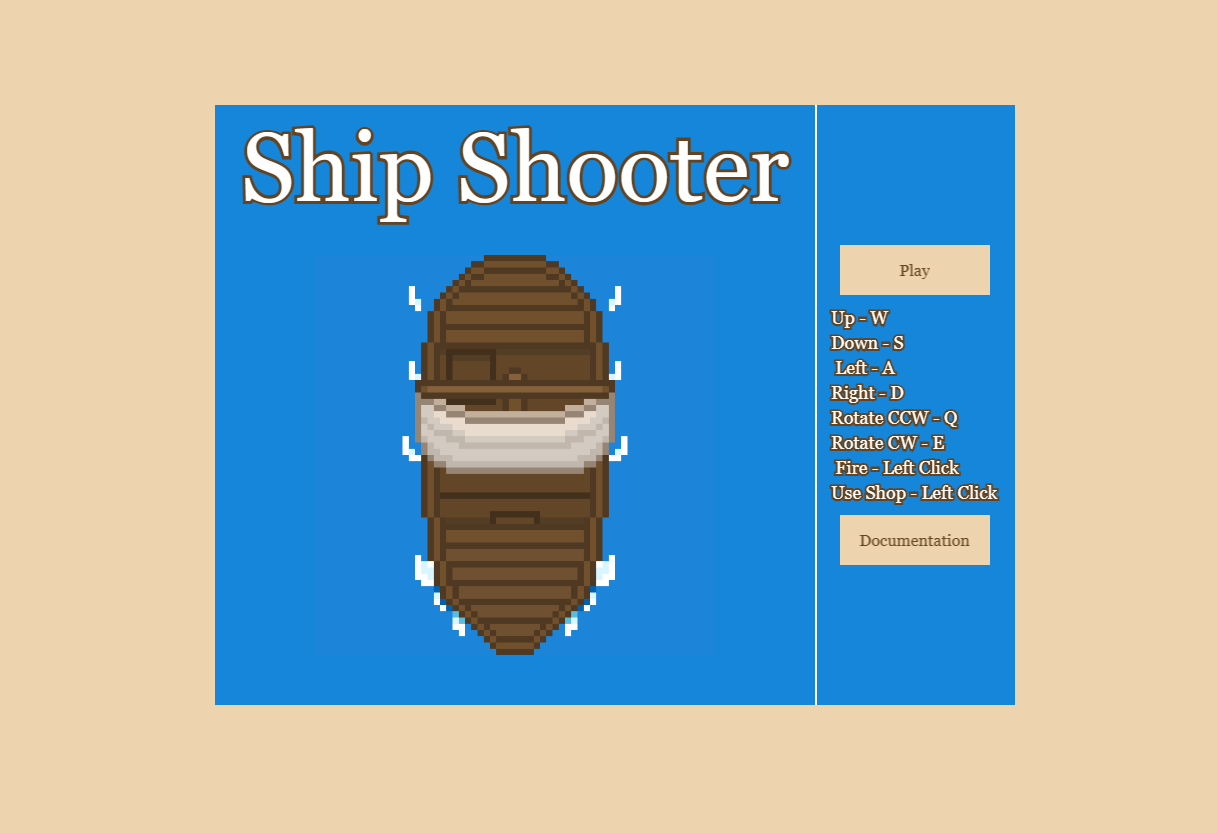 Ship Shooter
Play
Up - W
Down - S
Left - A
Right - D
Rotate CCW - Q
Rotate CW - E
Fire - Left Click
Use Shop - Left Click
Documentation